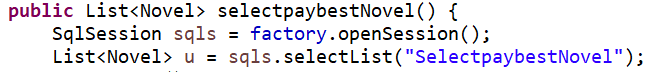 public List<Novel> selectpaybestNovel() {
SqlSession sqls = factory.openSession();
List<Novel> u = sqls.selectList("SelectpaybestNovel");